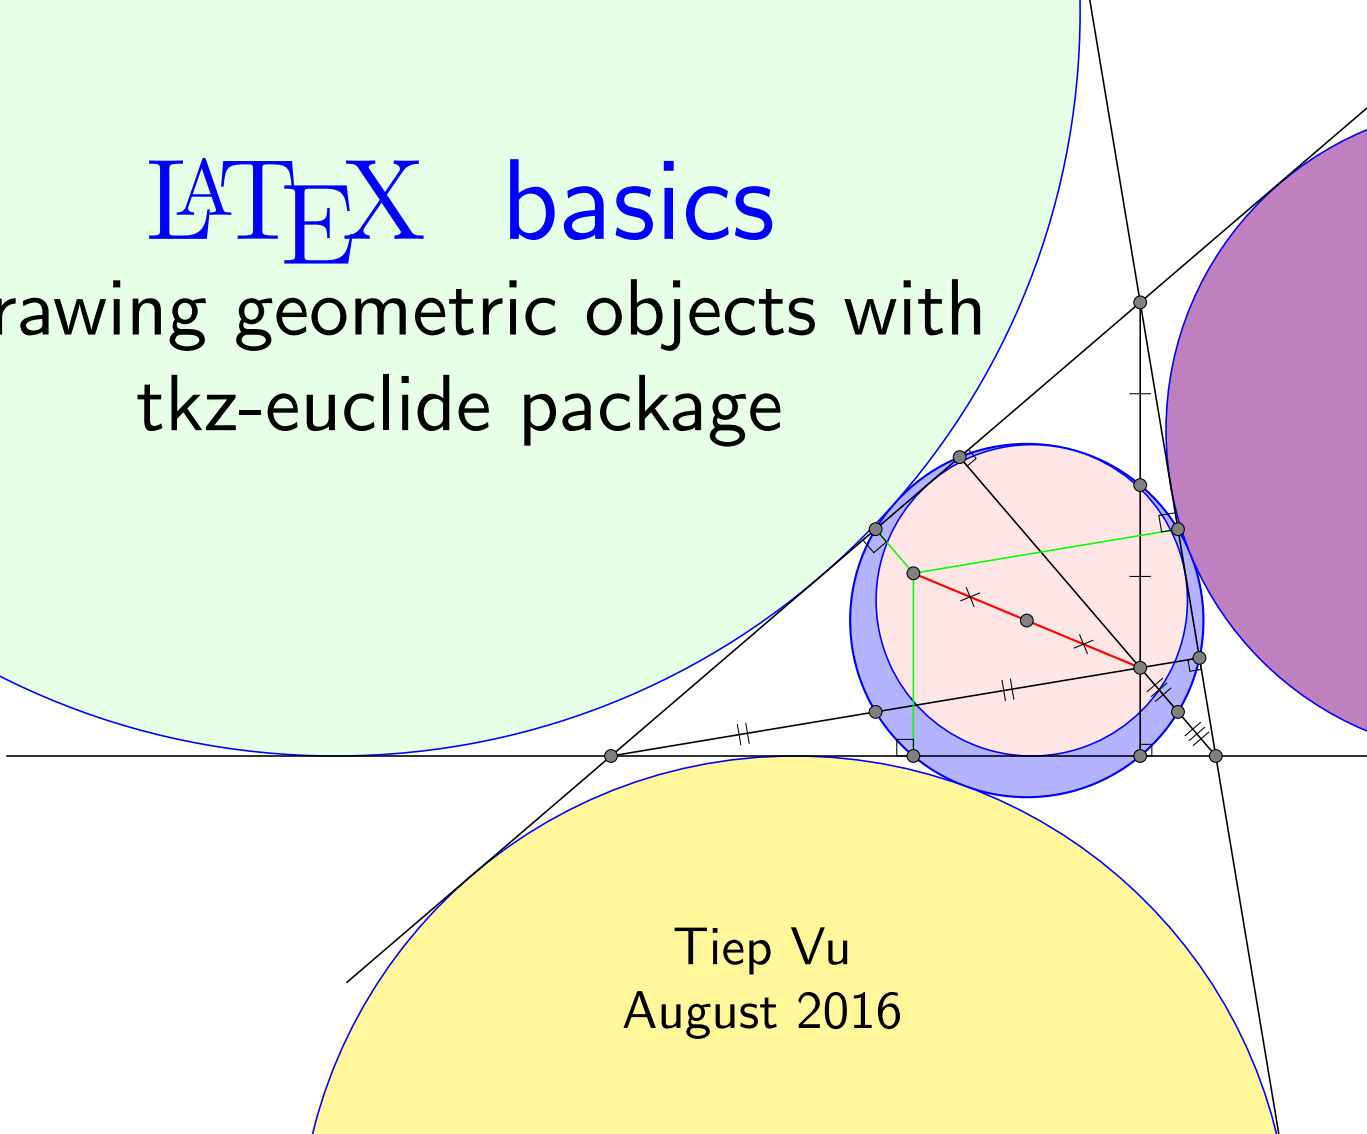 LATEX basics
rawing geometric objects with
tkz-euclide package
Tiep Vu
August 2016